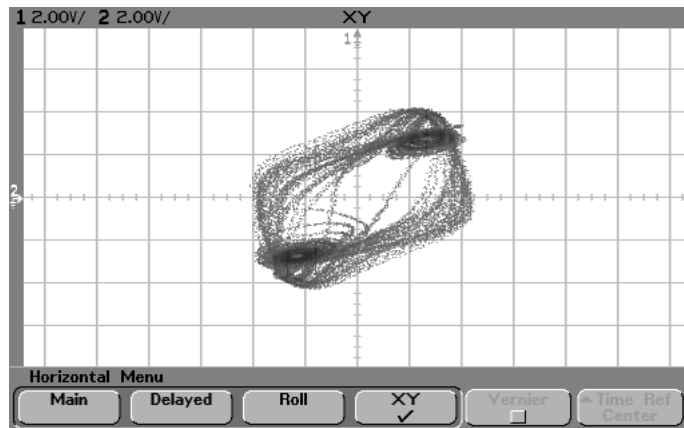 1 2.00V/ 2 2.00V/ XY
1
2
Horizontal Menu
Main Delayed Roll XY Vernier Time Ref
Center